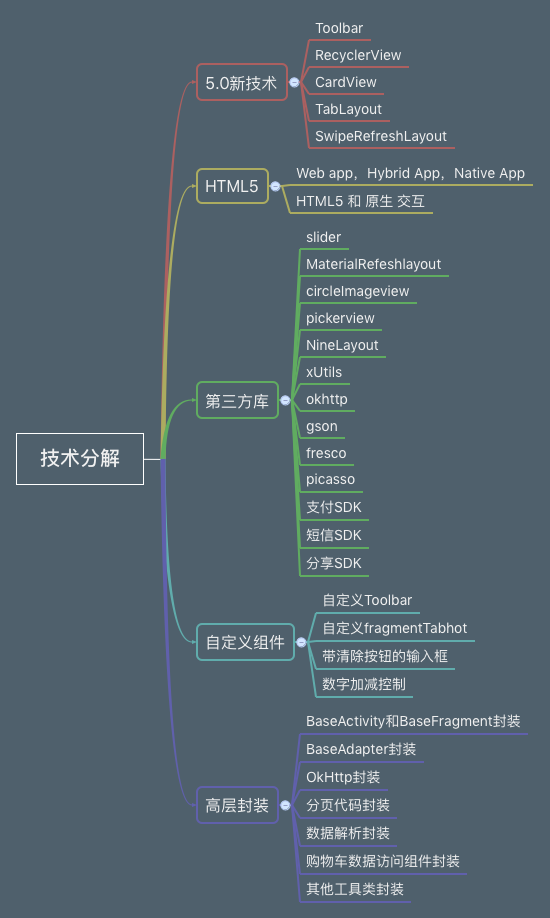 技术分解
5.0新技术
Toolbar
RecyclerView
CardView
TabLayout
SwipeRefreshLayout
HTML5
Web app，Hybrid App，Native App
HTML5 和 原生 交互
第三方库
slider
MaterialRefeshlayout
circleImageview
pickerview
NineLayout
xUtils
okhttp
gson
fresco
picasso
支付SDK
短信SDK
分享SDK
自定义组件
自定义Toolbar
自定义fragmentTabhot
带清除按钮的输入框
数字加减控制
高层封装
BaseActivity和BaseFragment封装
BaseAdapter封装
OkHttp封装
分页代码封装
数据解析封装
购物车数据访问组件封装
其他工具类封装